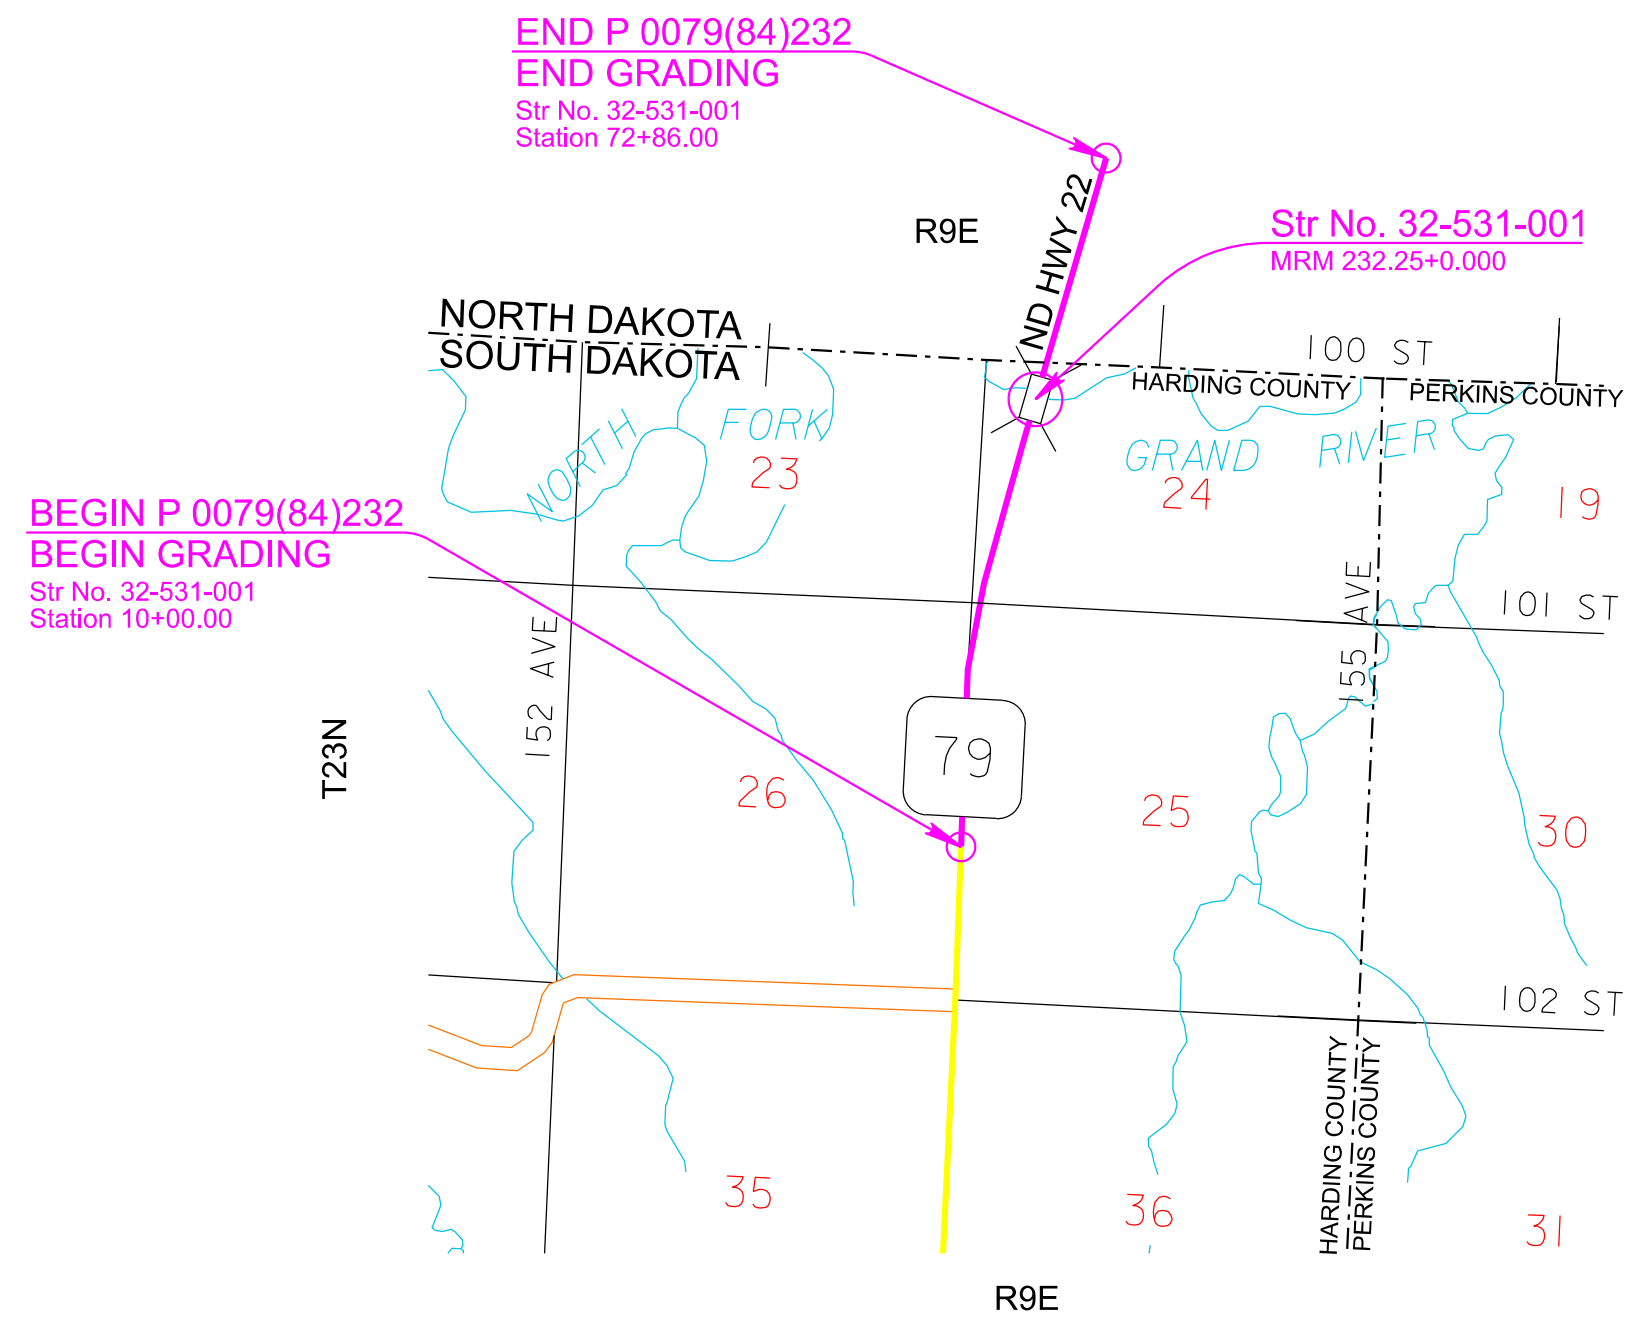 END P 0079(84)232
END GRADING
Str No. 32-531-001
Station 72+86.00
ND HWY 22
R9E
Str No. 32-531-001
MRM 232.25+0.000
NORTH DAKOTA
SOUTH DAKOTA
100 ST
HARDING COUNTY
PERKINS COUNTY
NORTH FORK GRAND RIVER
23
24
19
BEGIN P 0079(84)232
BEGIN GRADING
Str No. 32-531-001
Station 10+00.00
101 ST
152 AVE
155 AVE
T23N
79
26
25
30
102 ST
HARDING COUNTY
PERKINS COUNTY
35
36
31
R9E